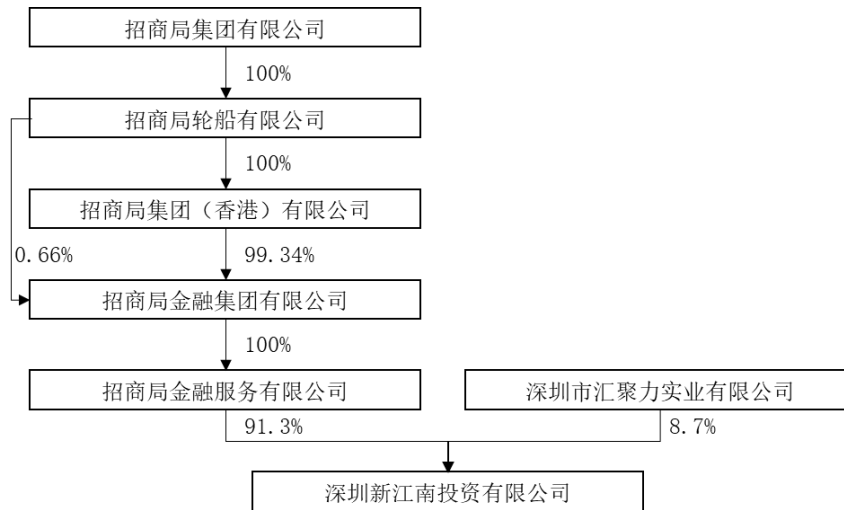 招商局集团有限公司
100%
招商局轮船有限公司
100%
招商局集团（香港）有限公司
0.66%
99.34%
招商局金融集团有限公司
100%
招商局金融服务有限公司
深圳市汇聚力实业有限公司
91.3%
8.7%
深圳新江南投资有限公司